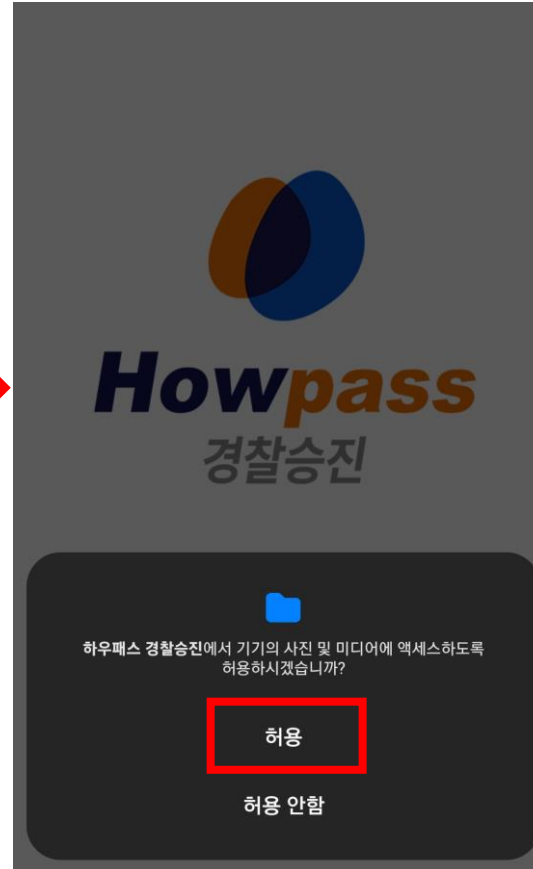 Howpass
경찰승진
하우패스 경찰승진에서 기기의 사진 및 미디어에 액세스하도록
허용하시겠습니까?
허용
허용 안함